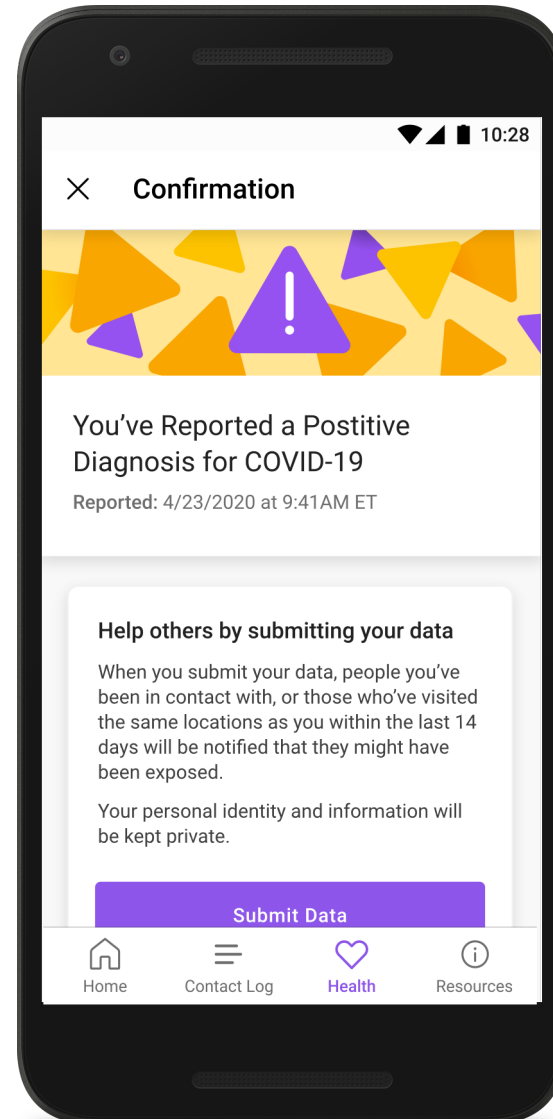 10:28
Confirmation
You’ve Reported a Postitive
Diagnosis for COVID-19
Reported: 4/23/2020 at 9:41AM ET
Help others by submitting your data
When you submit your data, people you’ve
been in contact with, or those who’ve visited
the same locations as you within the last 14
days will be notified that they might have
been exposed.
Your personal identity and information will
be kept private.
Submit Data
Home Contact Log Health Resources